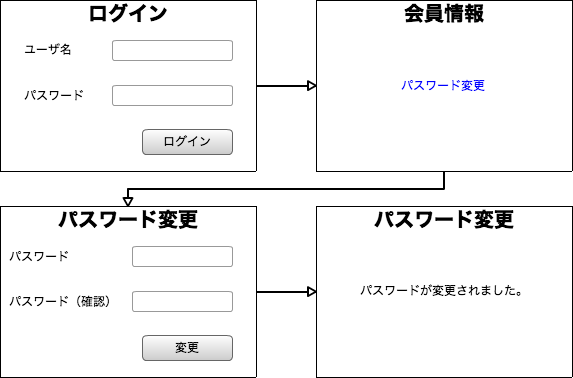 ログイン
ユーザ名
パスワード
ログイン
会員情報
パスワード変更
パスワード変更
パスワード
パスワード（確認）
変更
パスワード変更
パスワードが変更されました。